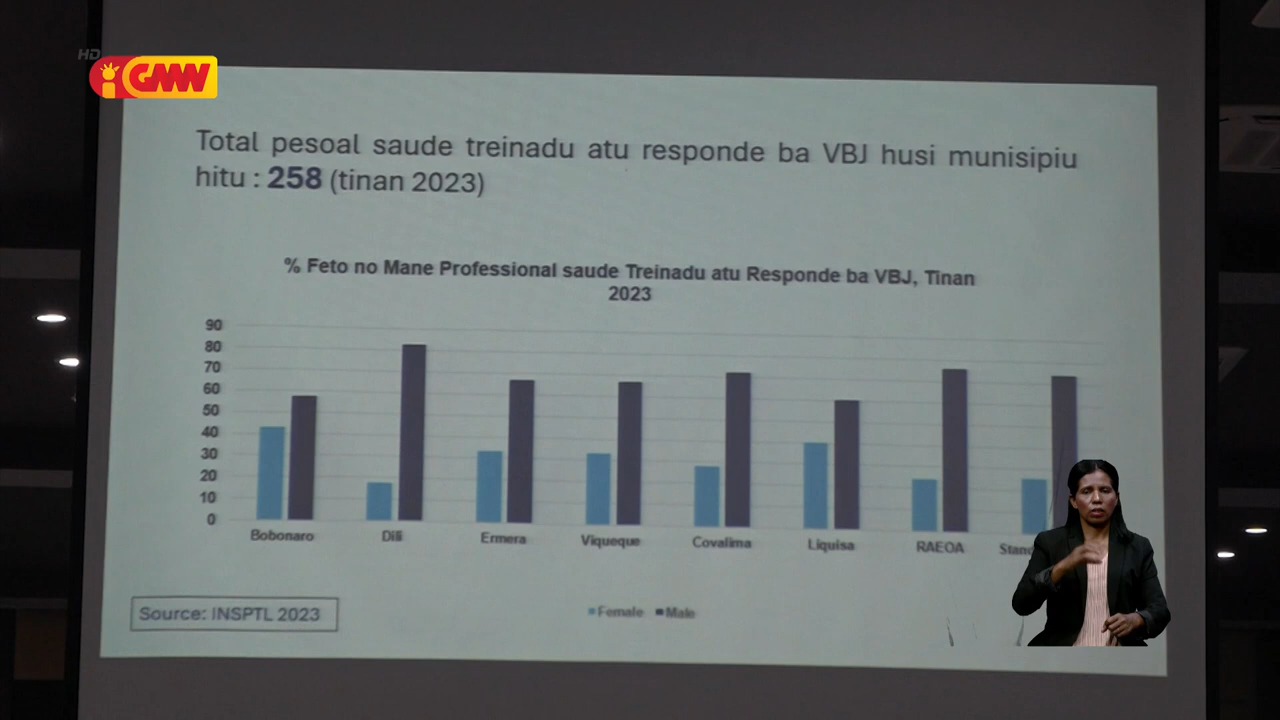 HD
GMN
Total pesoal saude treinadu atu responde ba VBJ husi munisipiu
hitu : 258 (tinan 2023)
% Feto no Mane Professional saude Treinadu atu Responde ba VBJ, Tinan
2023
90
80
70
60
50
40
30
20
10
0
Bobonaro Dili Ermera Viqueque Covalima Liquisa RAEOA
Female Male
Source: INSPTL 2023